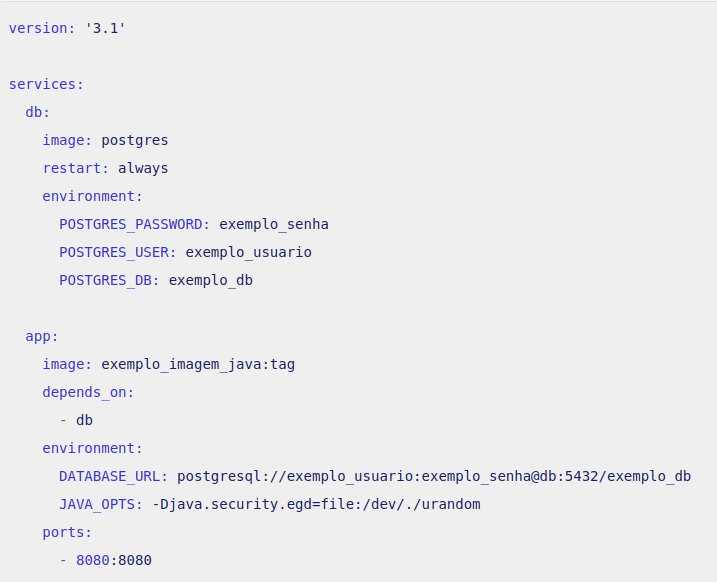 version: '3.1'
services:
db:
image: postgres
restart: always
environment:
POSTGRES_PASSWORD: exemplo_senha
POSTGRES_USER: exemplo_usuario
POSTGRES_DB: exemplo_db
app:
image: exemplo_imagem_java:tag
depends_on:
- db
environment:
DATABASE_URL: postgresql://exemplo_usuario:exemplo_senha@db:5432/exemplo_db
JAVA_OPTS: -Djava.security.egd=file:/dev/./urandom
ports:
- 8080:8080